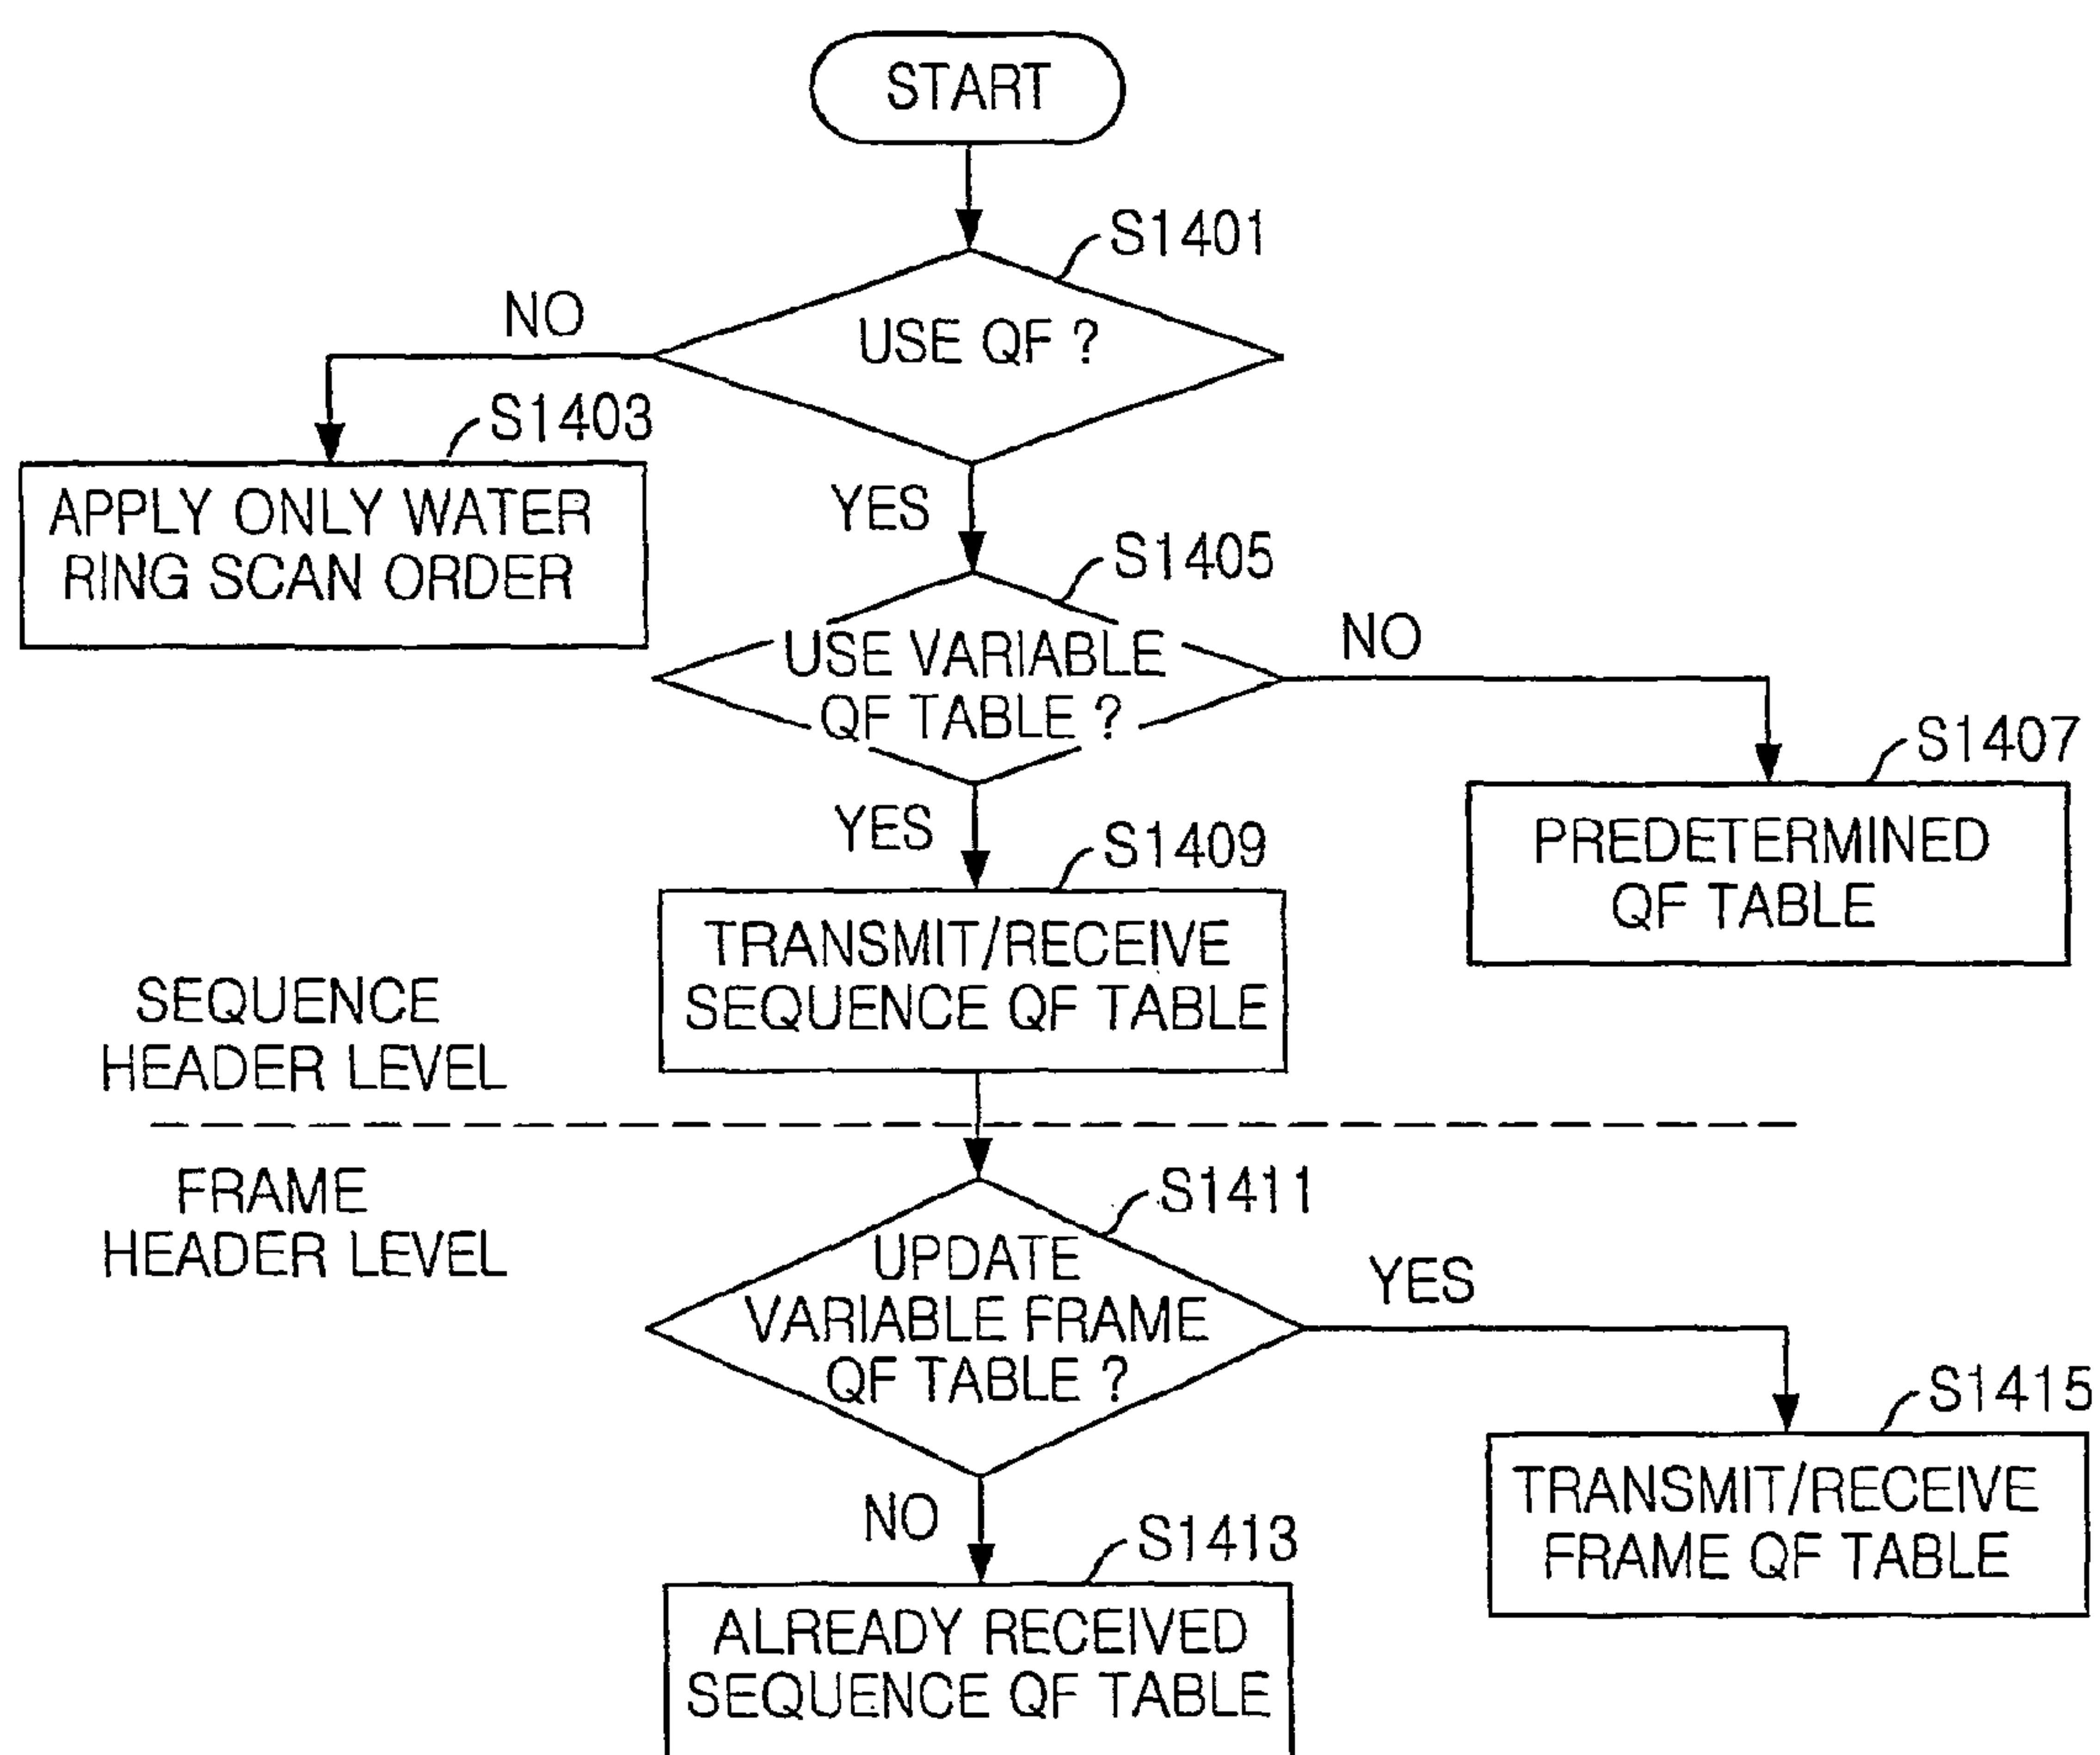 START
S1401
NO
USE QF ?
S1403
APPLY ONLY WATER
RING SCAN ORDER
YES
S1405
USE VARIABLE
QF TABLE ?
NO
S1407
PREDETERMINED
QF TABLE
YES
S1409
TRANSMIT/RECEIVE
SEQUENCE QF TABLE
SEQUENCE
HEADER LEVEL
FRAME
HEADER LEVEL
S1411
UPDATE
VARIABLE FRAME
QF TABLE ?
YES
S1415
TRANSMIT/RECEIVE
FRAME QF TABLE
NO
S1413
ALREADY RECEIVED
SEQUENCE QF TABLE